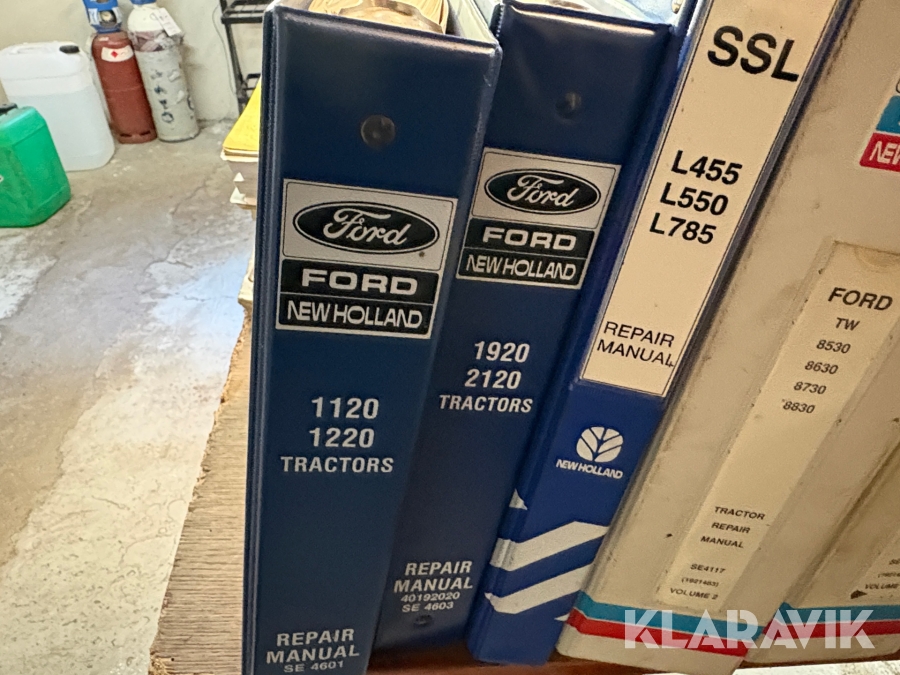 Ford
FORD
NEW HOLLAND
1120
1220
TRACTORS
REPAIR
MANUAL
SE 4601
Ford
FORD
NEW HOLLAND
1920
2120
TRACTORS
REPAIR
MANUAL
40192020
SE 4603
SSL
L455
L550
L785
REPAIR
MANUAL
NEW HOLLAND
FORD
TW
8530
8630
8730
8830
TRACTOR
REPAIR
MANUAL
SE4117
VOLUME 2
NEW
VOLUME
KLARAVIK